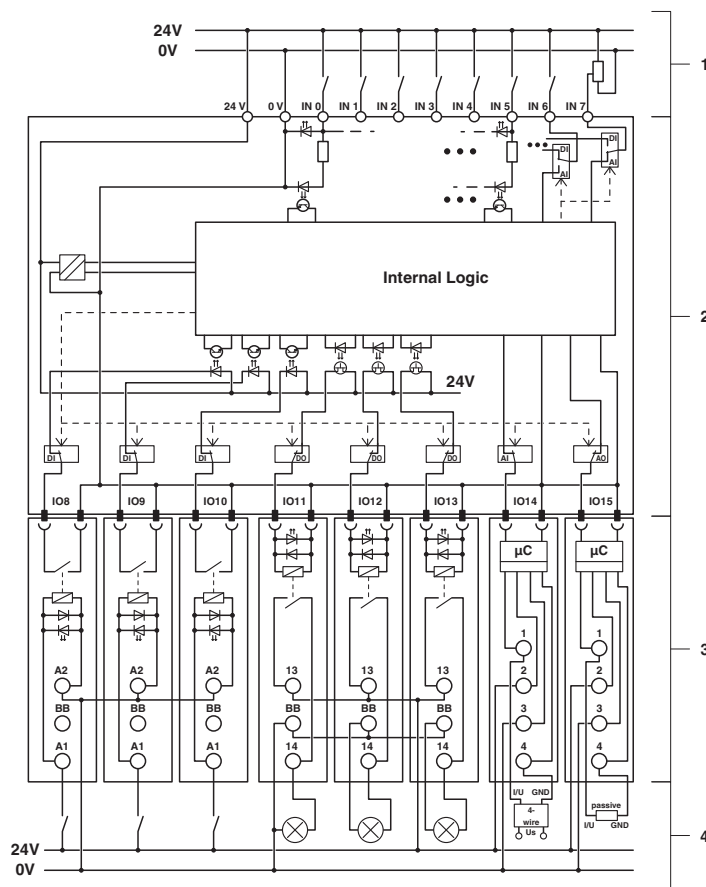 24V
0V
1
24 V 0 V IN 0 IN 1 IN 2 IN 3 IN 4 IN 5 IN 6 IN 7
DI
DI
AI
AI
Internal Logic
2
24V
DI DI DI DO DO DO AI AO
IO8 IO9 IO10 IO11 IO12 IO13 IO14 IO15
µC µC
3
1 1
A2 A2 A2 13 13 13 2 2
BB BB BB BB BB BB 3 3
A1 A1 A1 14 14 14 4 4
I/U GND
4-
wire
Us
passive
I/U GND
4
24V
0V